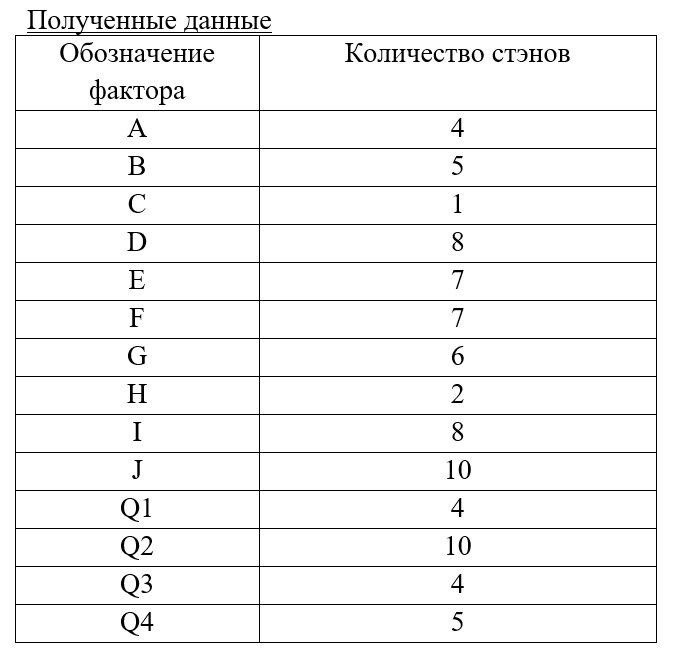 Полученные данные
Обозначение фактора Количество стэнов
A 4
B 5
C 1
D 8
E 7
F 7
G 6
H 2
I 8
J 10
Q1 4
Q2 10
Q3 4
Q4 5